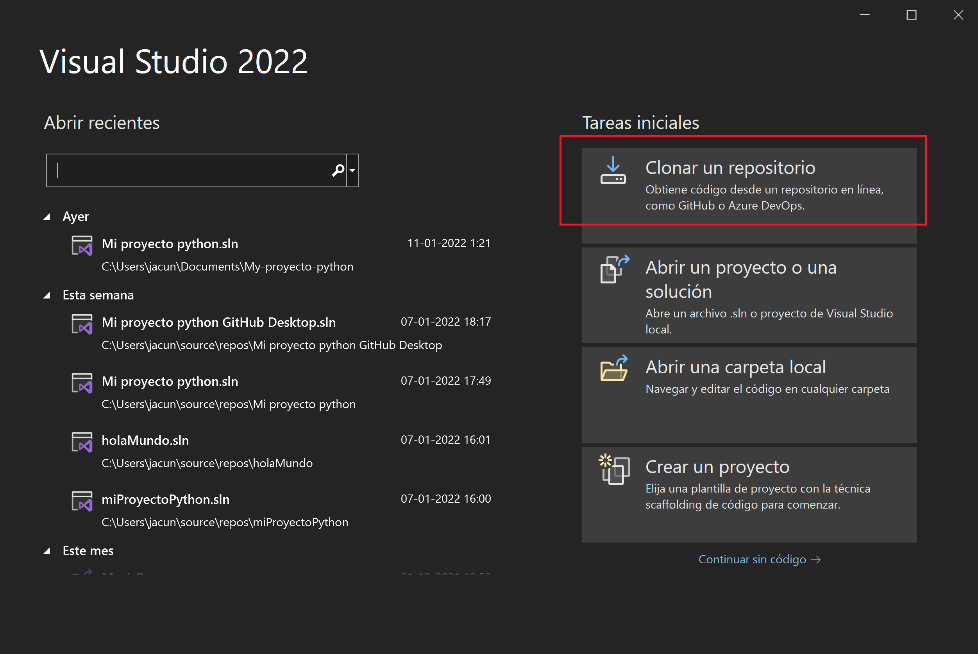 Visual Studio 2022
Abrir recientes
Ayer
Mi proyecto python.sln 11-01-2022 1:21
C:\Users\jacun\Documents\My-proyecto-python
Esta semana
Mi proyecto python GitHub Desktop.sln 07-01-2022 18:17
C:\Users\jacun\source\repos\Mi proyecto python GitHub Desktop
Mi proyecto python.sln 07-01-2022 17:49
C:\Users\jacun\source\repos\Mi proyecto python
holaMundo.sln 07-01-2022 16:01
C:\Users\jacun\source\repos\holaMundo
miProyectoPython.sln 07-01-2022 16:00
C:\Users\jacun\source\repos\miProyectoPython
Este mes
Tareas iniciales
Clonar un repositorio
Obtiene código desde un repositorio en línea,
como GitHub o Azure DevOps.
Abrir un proyecto o una
solución
Abre un archivo .sln o proyecto de Visual Studio
local.
Abrir una carpeta local
Navegar y editar el código en cualquier carpeta
Crear un proyecto
Elija una plantilla de proyecto con la técnica
scaffolding de código para comenzar.
Continuar sin código →